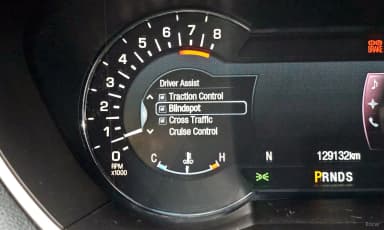 7 8
6
5
4
3
2
1
0
RPM
x1000
Driver Assist
Traction Control
Blindspot
Cross Traffic
Cruise Control
C H
N 129132km
PRNDS
BRAKE